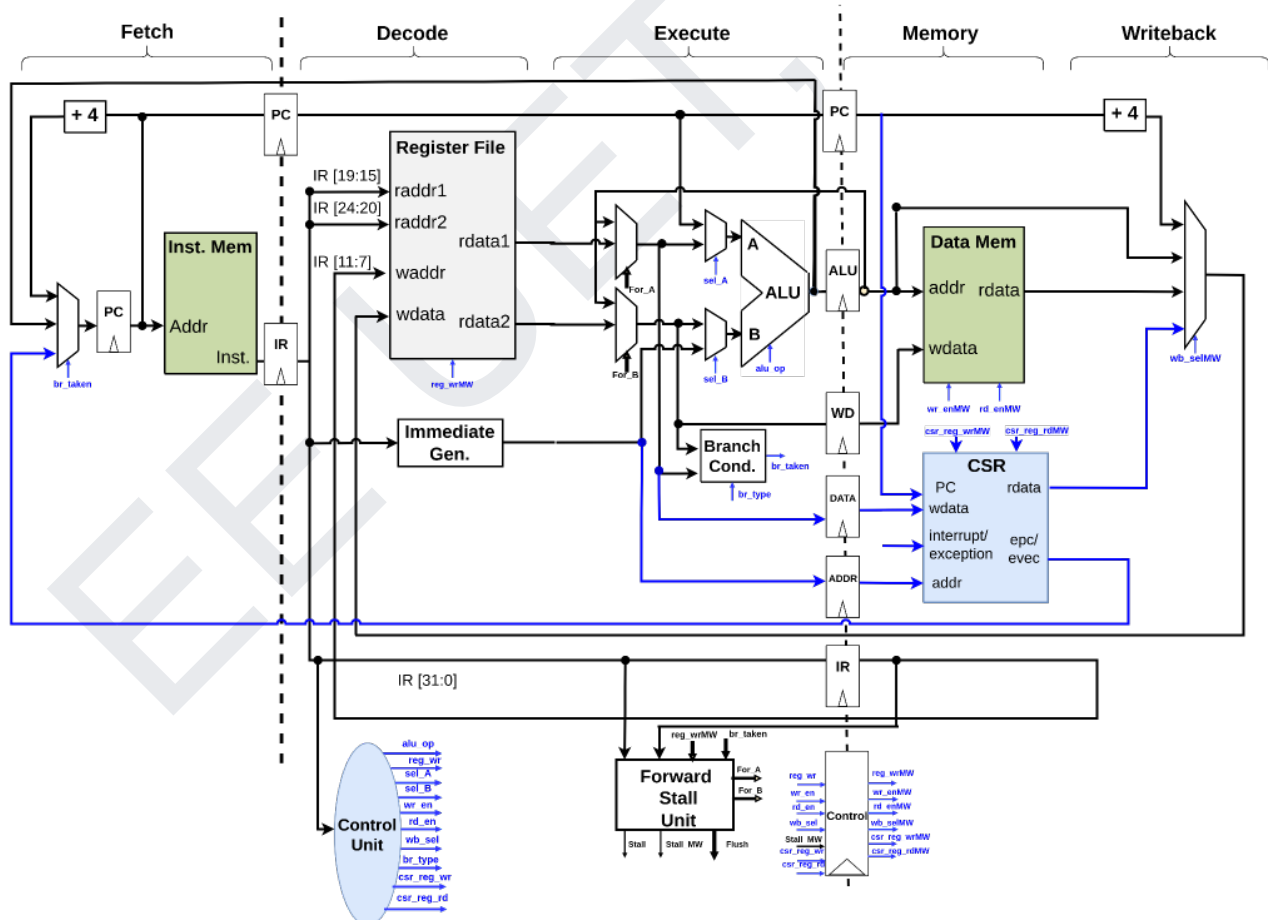 Fetch
Decode
Execute
Memory
Writeback
+ 4
PC
PC
+ 4
Register File
IR [19:15]
raddr1
IR [24:20]
raddr2
rdata1
IR [11:7]
waddr
wdata
rdata2
reg_wrMW
Inst. Mem
Addr
Inst.
PC
br_taken
IR
For_A
For_B
sel_A
sel_B
A
B
ALU
alu_op
ALU
Data Mem
addr
rdata
wdata
wr_enMW
rd_enMW
wb_selMW
WD
Immediate
Gen.
Branch
Cond.
br_taken
br_type
DATA
ADDR
csr_reg_wrMW
csr_reg_rdMW
CSR
PC
rdata
wdata
interrupt/
exception
epc/
evec
addr
IR
IR [31:0]
Control
Unit
alu_op
reg_wr
sel_A
sel_B
wr_en
rd_en
wb_sel
br_type
csr_reg_wr
csr_reg_rd
reg_wrMW
br_taken
Forward
Stall
Unit
For_A
For_B
Stall
Stall_MW
Flush
reg_wr
wr_en
rd_en
wb_sel
Stall_MW
csr_reg_wr
csr_reg_rd
Control
reg_wrMW
wr_enMW
rd_enMW
wb_selMW
csr_reg_wrMW
csr_reg_rdMW
EE UET,